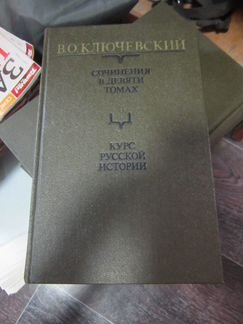 В.О.КЛЮЧЕВСКИЙ
СОЧИНЕНИЯ
В ДЕВЯТИ
ТОМАХ
КУРС
РУССКОЙ
ИСТОРИИ